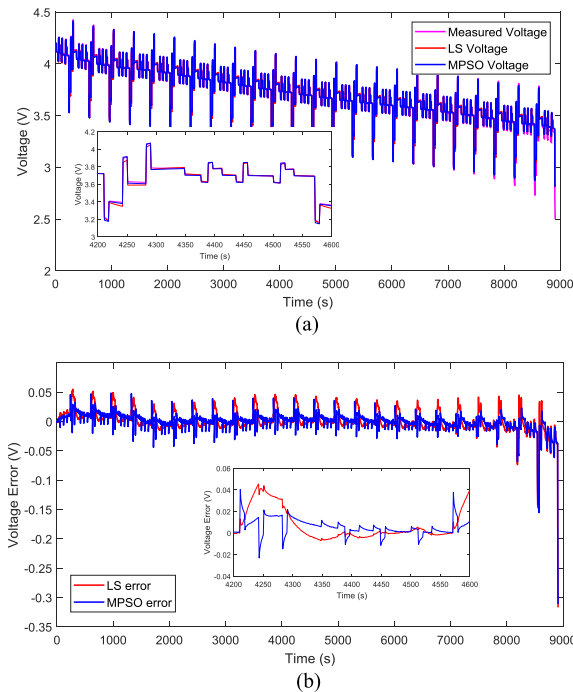 4.5
4
3.5
3
2.5
2
Voltage (V)
0 1000 2000 3000 4000 5000 6000 7000 8000 9000
Time (s)
Measured Voltage
LS Voltage
MPSO Voltage
4.2
4
3.8
3.6
3.4
3.2
3
Voltage (V)
4200 4250 4300 4350 4400 4450 4500 4550 4600
Time (s)
(a)
0.05
0
-0.05
-0.1
-0.15
-0.2
-0.25
-0.3
-0.35
Voltage Error (V)
0 1000 2000 3000 4000 5000 6000 7000 8000 9000
Time (s)
LS error
MPSO error
0.06
0.04
0.02
0
-0.02
-0.04
Voltage Error (V)
4200 4250 4300 4350 4400 4450 4500 4550 4600
Time (s)
(b)